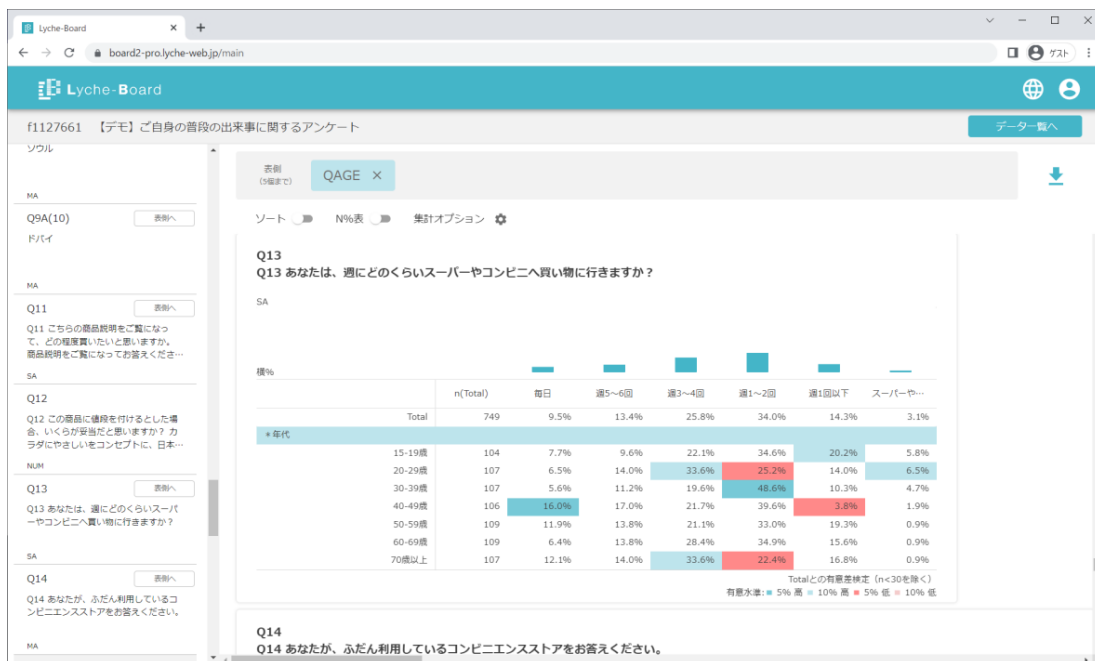 Lyche-Board
board2-pro.lyche-web.jp/main
ゲスト
Lyche-Board
f1127661 【デモ】ご自身の普段の出来事に関するアンケート
データ一覧へ
ソウル
MA
Q9A(10) 表側へ
ドバイ
MA
Q11 表側へ
Q11 こちらの商品説明をご覧になっ
て、どの程度買いたいと思いますか。
商品説明をご覧になってお答えくださ…
SA
Q12
Q12 この商品に値段を付けるとした場
合、いくらが妥当だと思いますか？ カ
ラダにやさしいをコンセプトに、日本…
NUM
Q13 表側へ
Q13 あなたは、週にどのくらいスーパ
ーやコンビニへ買い物に行きますか？
SA
Q14 表側へ
Q14 あなたが、ふだん利用しているコ
ンビニエンスストアをお答えください。
MA
表側
(5個まで)
QAGE ×
ソート N%表 集計オプション
Q13
Q13 あなたは、週にどのくらいスーパーやコンビニへ買い物に行きますか？
SA
横%
n(Total) 毎日 週5～6回 週3～4回 週1～2回 週1回以下 スーパーや…
Total 749 9.5% 13.4% 25.8% 34.0% 14.3% 3.1%
*年代
15-19歳 104 7.7% 9.6% 22.1% 34.6% 20.2% 5.8%
20-29歳 107 6.5% 14.0% 33.6% 25.2% 14.0% 6.5%
30-39歳 107 5.6% 11.2% 19.6% 48.6% 10.3% 4.7%
40-49歳 106 16.0% 17.0% 21.7% 39.6% 3.8% 1.9%
50-59歳 109 11.9% 13.8% 21.1% 33.0% 19.3% 0.9%
60-69歳 109 6.4% 13.8% 28.4% 34.9% 15.6% 0.9%
70歳以上 107 12.1% 14.0% 33.6% 22.4% 16.8% 0.9%
Totalとの有意差検定（n<30を除く）
有意水準:■ 5% 高 ■ 10% 高 ■ 5% 低 ■ 10% 低
Q14
Q14 あなたが、ふだん利用しているコンビニエンスストアをお答えください。